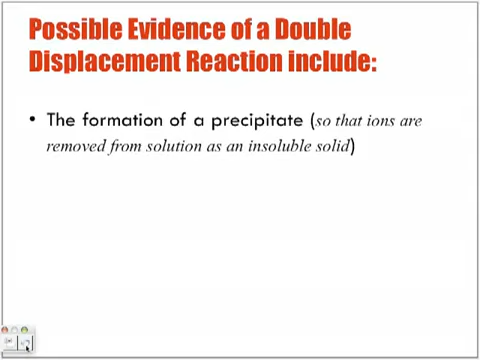 Possible Evidence of a Double
Displacement Reaction include:
• The formation of a precipitate (so that ions are
removed from solution as an insoluble solid)